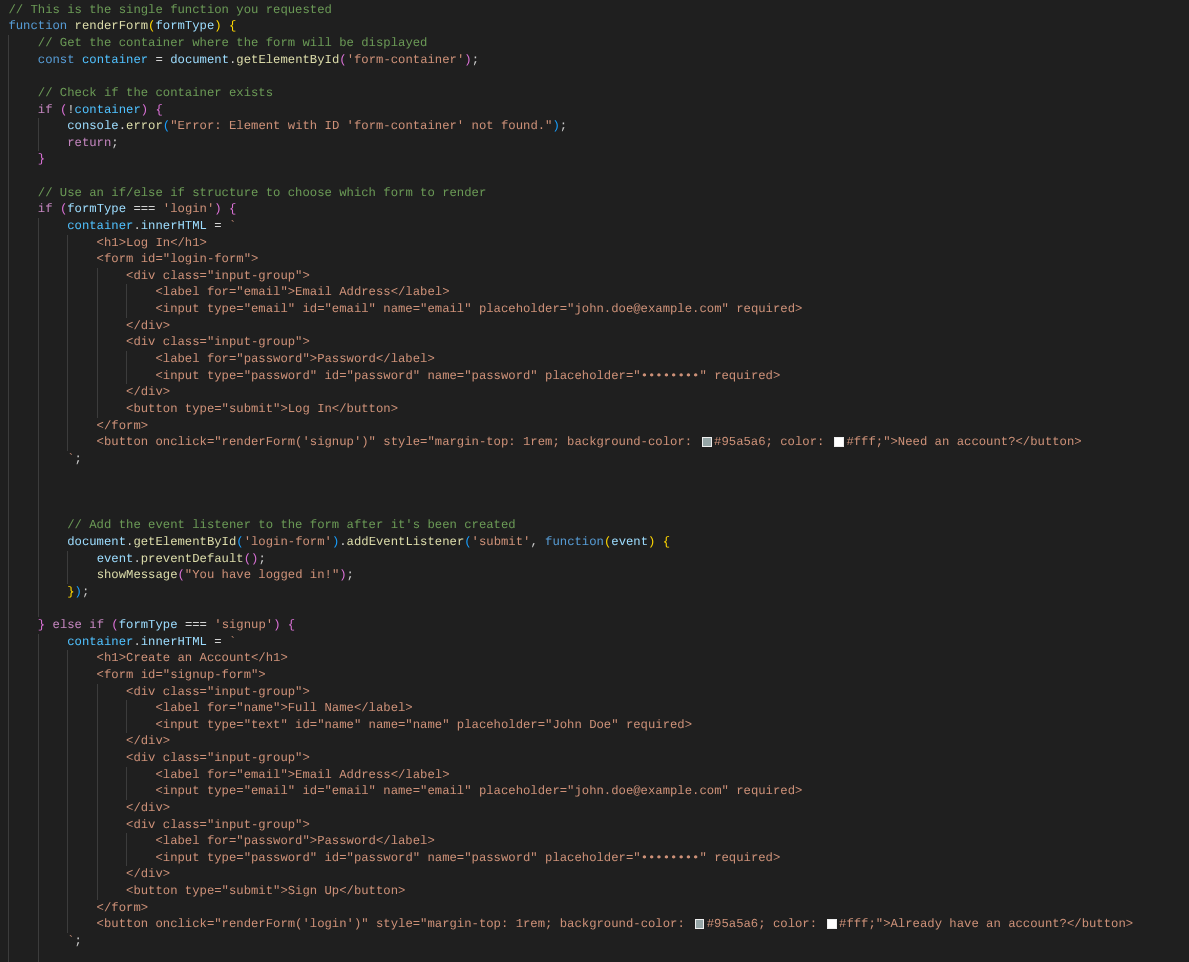 // This is the single function you requested
function renderForm(formType) {
    // Get the container where the form will be displayed
    const container = document.getElementById('form-container');

    // Check if the container exists
    if (!container) {
        console.error("Error: Element with ID 'form-container' not found.");
        return;
    }

    // Use an if/else if structure to choose which form to render
    if (formType === 'login') {
        container.innerHTML = `
            <h1>Log In</h1>
            <form id="login-form">
                <div class="input-group">
                    <label for="email">Email Address</label>
                    <input type="email" id="email" name="email" placeholder="john.doe@example.com" required>
                </div>
                <div class="input-group">
                    <label for="password">Password</label>
                    <input type="password" id="password" name="password" placeholder="••••••••" required>
                </div>
                <button type="submit">Log In</button>
            </form>
            <button onclick="renderForm('signup')" style="margin-top: 1rem; background-color: #95a5a6; color: #fff;">Need an account?</button>
        `;

        // Add the event listener to the form after it's been created
        document.getElementById('login-form').addEventListener('submit', function(event) {
            event.preventDefault();
            showMessage("You have logged in!");
        });

    } else if (formType === 'signup') {
        container.innerHTML = `
            <h1>Create an Account</h1>
            <form id="signup-form">
                <div class="input-group">
                    <label for="name">Full Name</label>
                    <input type="text" id="name" name="name" placeholder="John Doe" required>
                </div>
                <div class="input-group">
                    <label for="email">Email Address</label>
                    <input type="email" id="email" name="email" placeholder="john.doe@example.com" required>
                </div>
                <div class="input-group">
                    <label for="password">Password</label>
                    <input type="password" id="password" name="password" placeholder="••••••••" required>
                </div>
                <button type="submit">Sign Up</button>
            </form>
            <button onclick="renderForm('login')" style="margin-top: 1rem; background-color: #95a5a6; color: #fff;">Already have an account?</button>
        `;